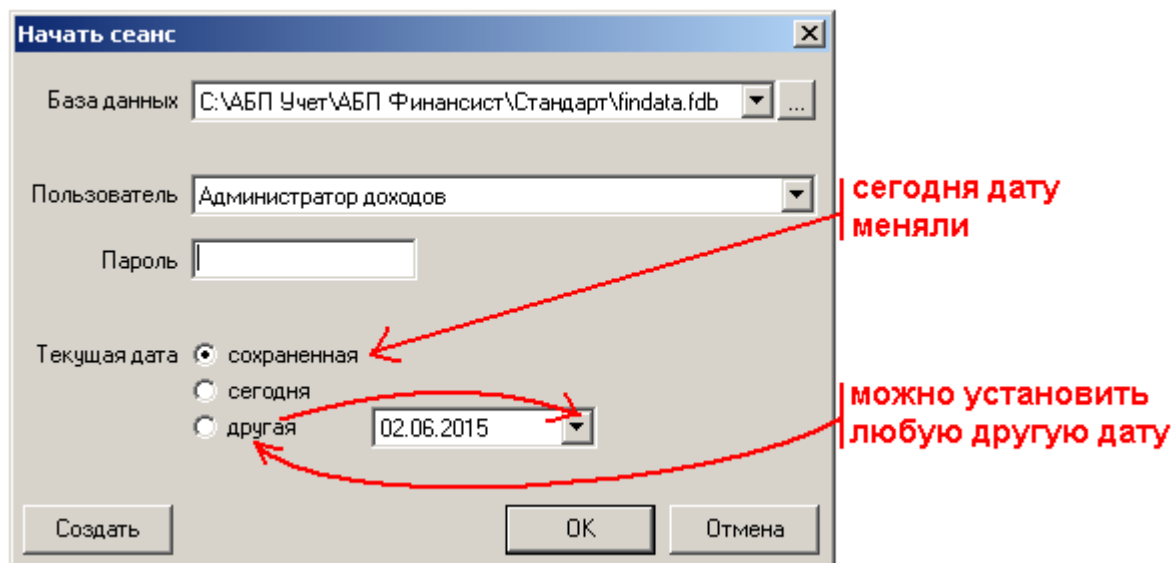 Начать сеанс
База данных C:\АБП Учет\АБП Финансист\Стандарт\findata.fdb ...
Пользователь Администратор доходов
сегодня дату
меняли
Пароль
Текущая дата сохраненная
сегодня
другая 02.06.2015
можно установить
любую другую дату
Создать OK Отмена